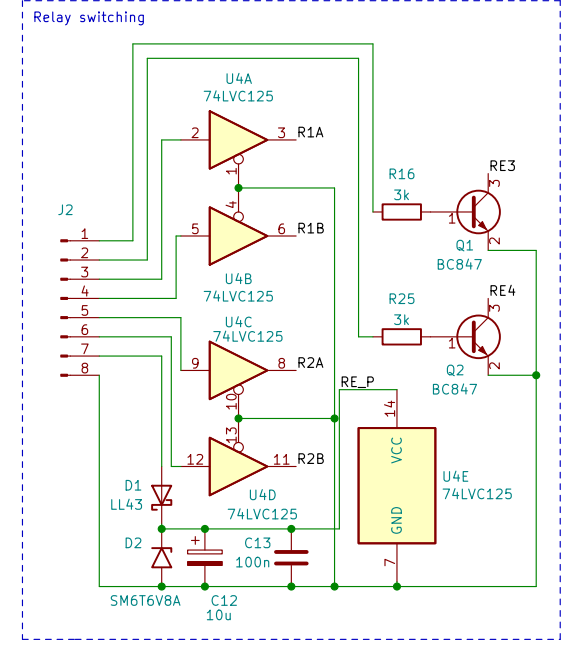 Relay switching
U4A
74LVC125
2
3
R1A
1
4
5
6
R1B
U4B
74LVC125
J2
1
2
3
4
5
6
7
8
R16
3k
RE3
3
1
2
Q1
BC847
R25
3k
RE4
3
1
2
Q2
BC847
U4C
74LVC125
9
8
R2A
10
13
12
11
R2B
U4D
74LVC125
RE_P
14
VCC
GND
7
U4E
74LVC125
D1
LL43
D2
SM6T6V8A
+
C12
10u
C13
100n